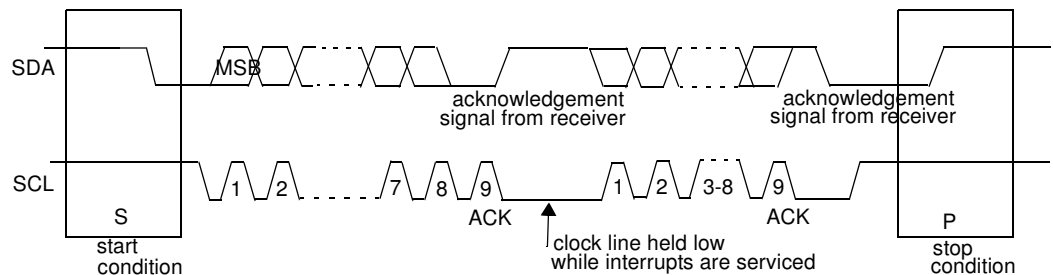 SDA
MSB
acknowledgement
signal from receiver
acknowledgement
signal from receiver
SCL
1 2 7 8 9 1 2 3-8 9
ACK
ACK
S
start
condition
clock line held low
while interrupts are serviced
P
stop
condition